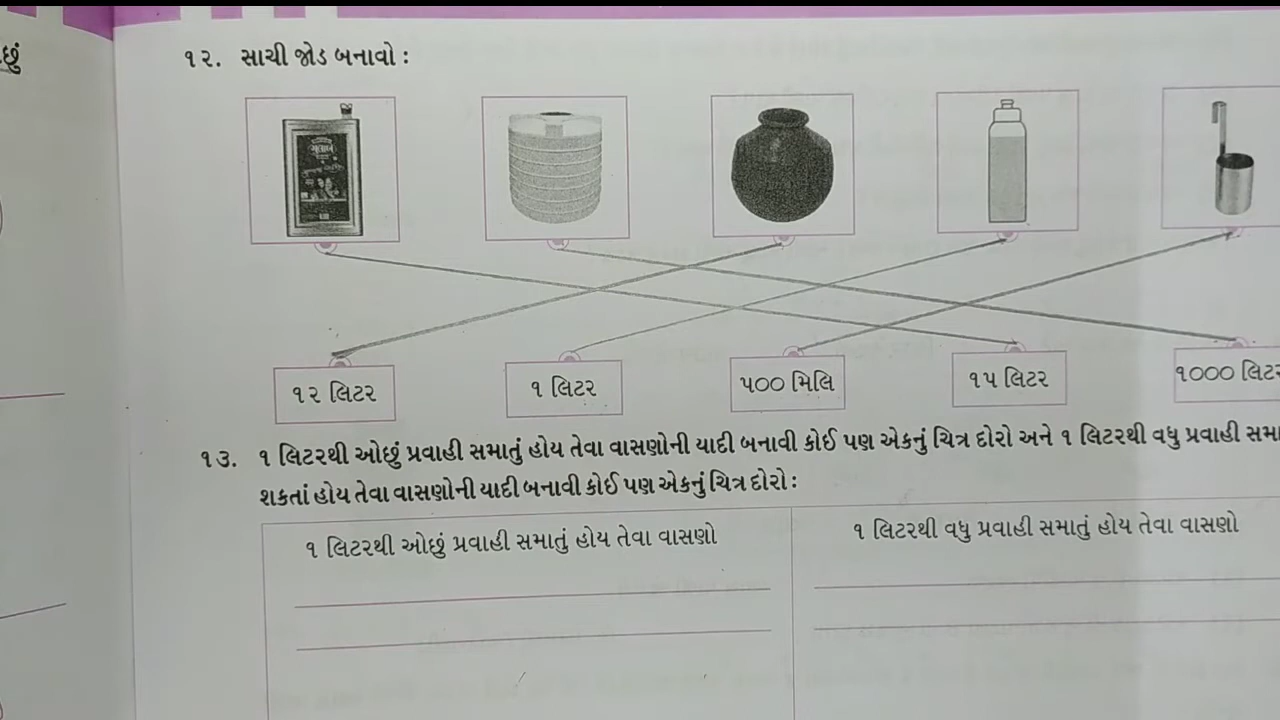 છું
૧૨. સાચી જોડ બનાવો :
૧૨ લિટર
૧ લિટર
૫૦૦ મિલિ
૧૫ લિટર
૧૦૦૦ લિટર
૧૩. ૧ લિટરથી ઓછું પ્રવાહી સમાતું હોય તેવા વાસણોની યાદી બનાવી કોઈ પણ એકનું ચિત્ર દોરો અને ૧ લિટરથી વધુ પ્રવાહી સમા
શકતાં હોય તેવા વાસણોની યાદી બનાવી કોઈ પણ એકનું ચિત્ર દોરો :
૧ લિટરથી ઓછું પ્રવાહી સમાતું હોય તેવા વાસણો
૧ લિટરથી વધુ પ્રવાહી સમાતું હોય તેવા વાસણો